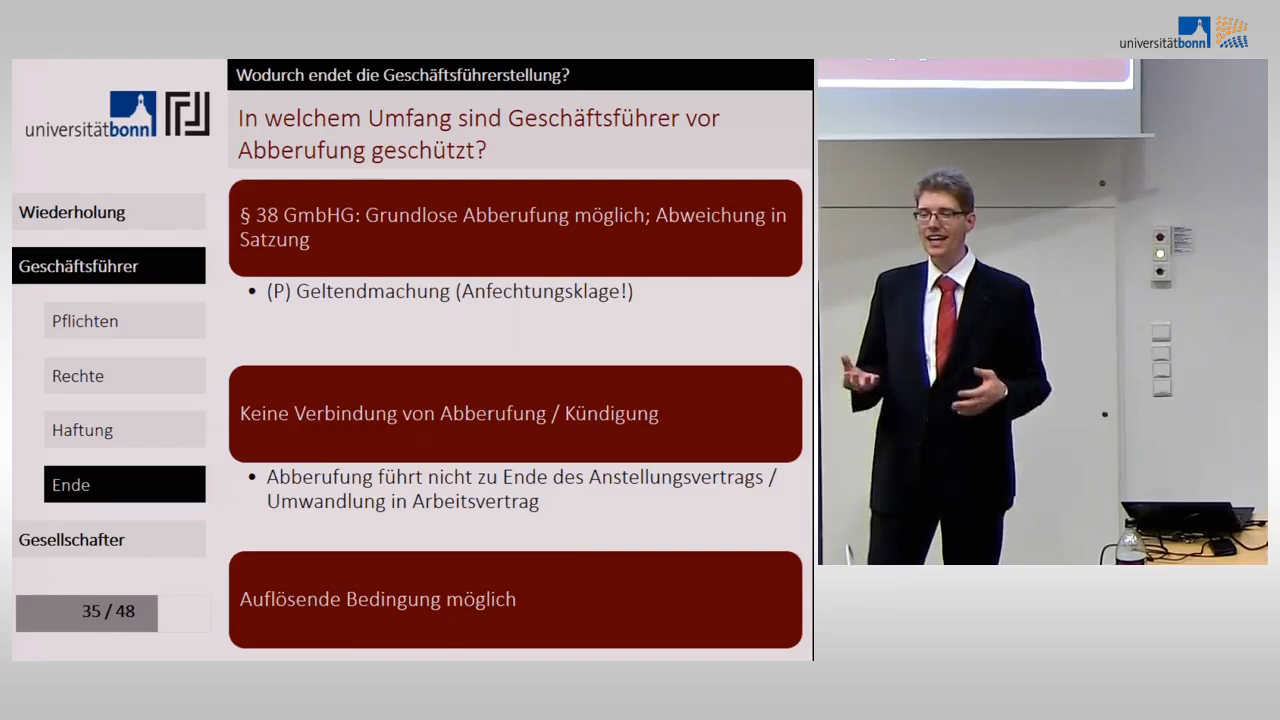 universitätbonn
Wodurch endet die Geschäftsführerstellung?
universitätbonn
In welchem Umfang sind Geschäftsführer vor
Abberufung geschützt?
Wiederholung
Geschäftsführer
Pflichten
Rechte
Haftung
Ende
Gesellschafter
35 / 48
§ 38 GmbHG: Grundlose Abberufung möglich; Abweichung in
Satzung
• (P) Geltendmachung (Anfechtungsklage!)
Keine Verbindung von Abberufung / Kündigung
• Abberufung führt nicht zu Ende des Anstellungsvertrags /
Umwandlung in Arbeitsvertrag
Auflösende Bedingung möglich